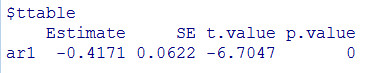 $ttable
    Estimate     SE t.value p.value
ar1  -0.4171 0.0622 -6.7047       0